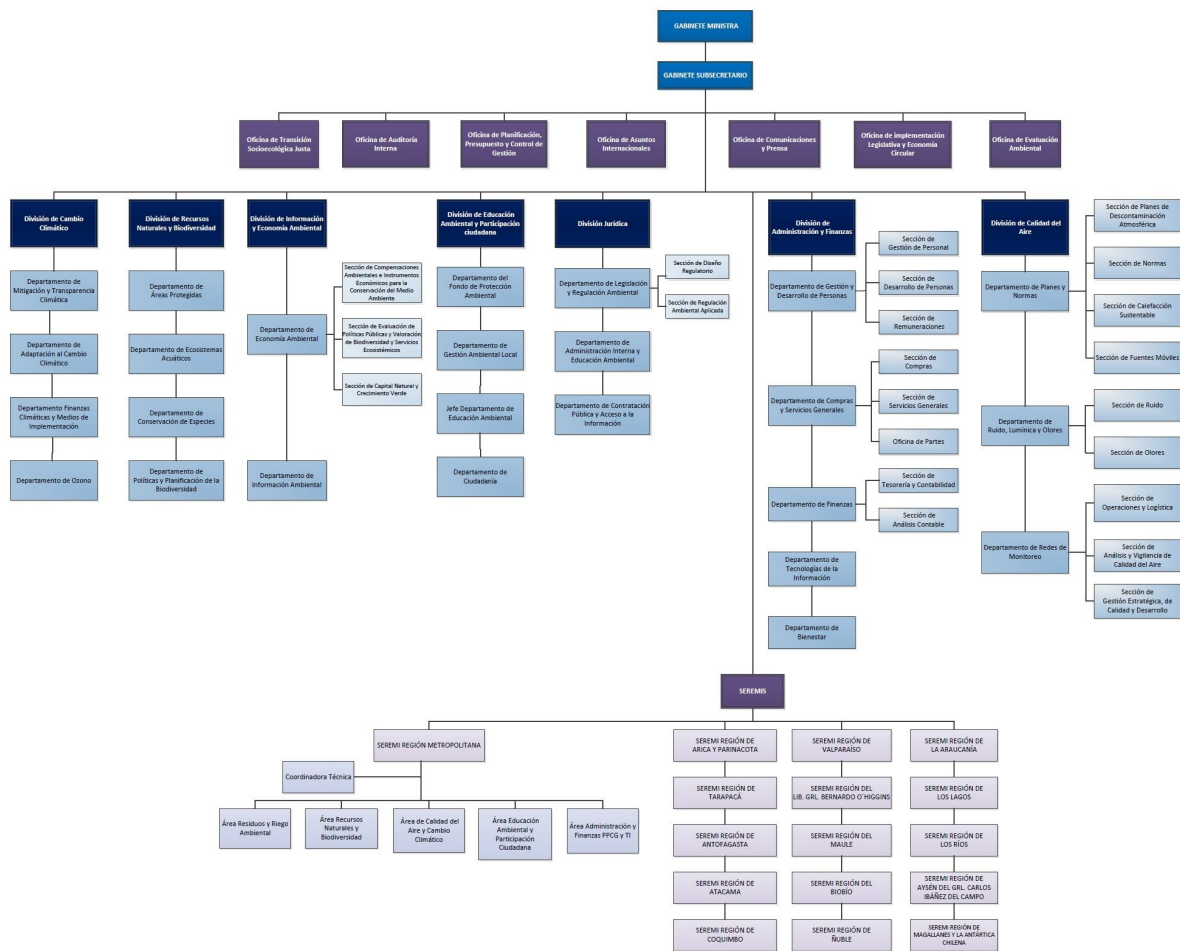 GABINETE MINISTRA
GABINETE SUBSECRETARIO
Oficina de Transición
Socioecológica Justa
Oficina de Auditoría
Interna
Oficina de Planificación,
Presupuesto y Control de
Gestión
Oficina de Asuntos
Internacionales
Oficina de Comunicaciones
y Prensa
Oficina de implementación
Legislativa y Economía
Circular
Oficina de Evaluación
Ambiental
División de Cambio
Climático
Departamento de
Mitigación y Transparencia
Climática
Departamento de
Adaptación al Cambio
Climático
Departamento Finanzas
Climáticas y Medios de
Implementación
Departamento de Ozono
División de Recursos
Naturales y Biodiversidad
Departamento de
Áreas Protegidas
Departamento de Ecosistemas
Acuáticos
Departamento de
Conservación de Especies
Departamento de
Políticas y Planificación de la
Biodiversidad
División de Información
y Economía Ambiental
Departamento de
Economía Ambiental
Sección de Compensaciones
Ambientales e Instrumentos
Económicos para la
Conservación del Medio
Ambiente
Sección de Evaluación de
Políticas Públicas y Valoración
de Biodiversidad y Servicios
Ecosistémicos
Sección de Capital Natural y
Crecimiento Verde
Departamento de
Información Ambiental
División de Educación
Ambiental y Participación
ciudadana
Departamento del
Fondo de Protección
Ambiental
Departamento de
Gestión Ambiental Local
Jefe Departamento de
Educación Ambiental
Departamento de
Ciudadanía
División Jurídica
Departamento de Legislación
y Regulación Ambiental
Sección de Diseño
Regulatorio
Sección de Regulación
Ambiental Aplicada
Departamento de
Administración Interna y
Educación Ambiental
Departamento de Contratación
Pública y Acceso a la
Información
División de
Administración y Finanzas
Departamento de Gestión y
Desarrollo de Personas
Sección de
Gestión de Personal
Sección de
Desarrollo de Personas
Sección de
Remuneraciones
Departamento de Compras
y Servicios Generales
Sección de
Compras
Sección de
Servicios Generales
Oficina de Partes
Departamento de Finanzas
Sección de
Tesorería y Contabilidad
Sección de
Análisis Contable
Departamento de
Tecnologías de la
Información
Departamento de
Bienestar
División de Calidad del
Aire
Departamento de Planes y
Normas
Sección de Planes de
Descontaminación
Atmosférica
Sección de Normas
Sección de Calefacción
Sustentable
Sección de Fuentes Móviles
Departamento de
Ruido, Lumínica y Olores
Sección de Ruido
Sección de Olores
Departamento de Redes de
Monitoreo
Sección de
Operaciones y Logística
Sección de
Análisis y Vigilancia de
Calidad del Aire
Sección de
Gestión Estratégica, de
Calidad y Desarrollo
SEREMIS
SEREMI REGIÓN METROPOLITANA
Coordinadora Técnica
Área Residuos y Riego
Ambiental
Área Recursos
Naturales y
Biodiversidad
Área de Calidad del
Aire y Cambio
Climático
Área Educación
Ambiental y
Participación
Ciudadana
Área Administración y
Finanzas PPCG y TI
SEREMI REGIÓN DE
ARICA Y PARINACOTA
SEREMI REGIÓN DE
TARAPACÁ
SEREMI REGIÓN DE
ANTOFAGASTA
SEREMI REGIÓN DE
ATACAMA
SEREMI REGIÓN DE
COQUIMBO
SEREMI REGIÓN DE
VALPARAÍSO
SEREMI REGIÓN DEL
LIB. GRL. BERNARDO O´HIGGINS
SEREMI REGIÓN DEL
MAULE
SEREMI REGIÓN DEL
BIOBÍO
SEREMI REGIÓN DE
ÑUBLE
SEREMI REGIÓN DE
LA ARAUCANÍA
SEREMI REGIÓN DE
LOS LAGOS
SEREMI REGIÓN DE
LOS RÍOS
SEREMI REGIÓN DE
AYSÉN DEL GRL. CARLOS
IBÁÑEZ DEL CAMPO
SEREMI REGIÓN DE
MAGALLANES Y LA ANTÁRTICA
CHILENA